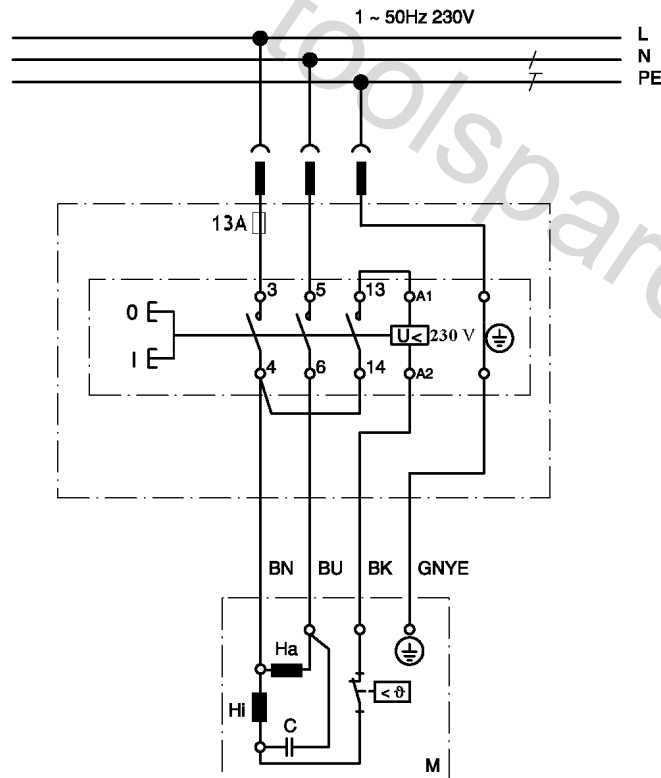 1 ~ 50Hz 230V
L
N
PE
13A
3 5 13 A1
0
U< 230 V
I
4 6 14 A2
BN BU BK GNYE
Ha
< ϑ
Hi
C
M
toolspare